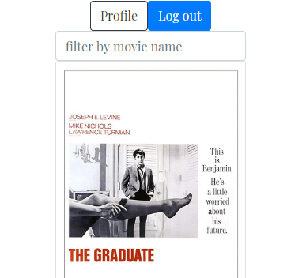 Profile
Log out
filter by movie name
JOSEPH E. LEVINE
MIKE NICHOLS
LAWRENCE TURMAN
This
is
Benjamin.
He's
a little
worried
about
his
future.
THE GRADUATE